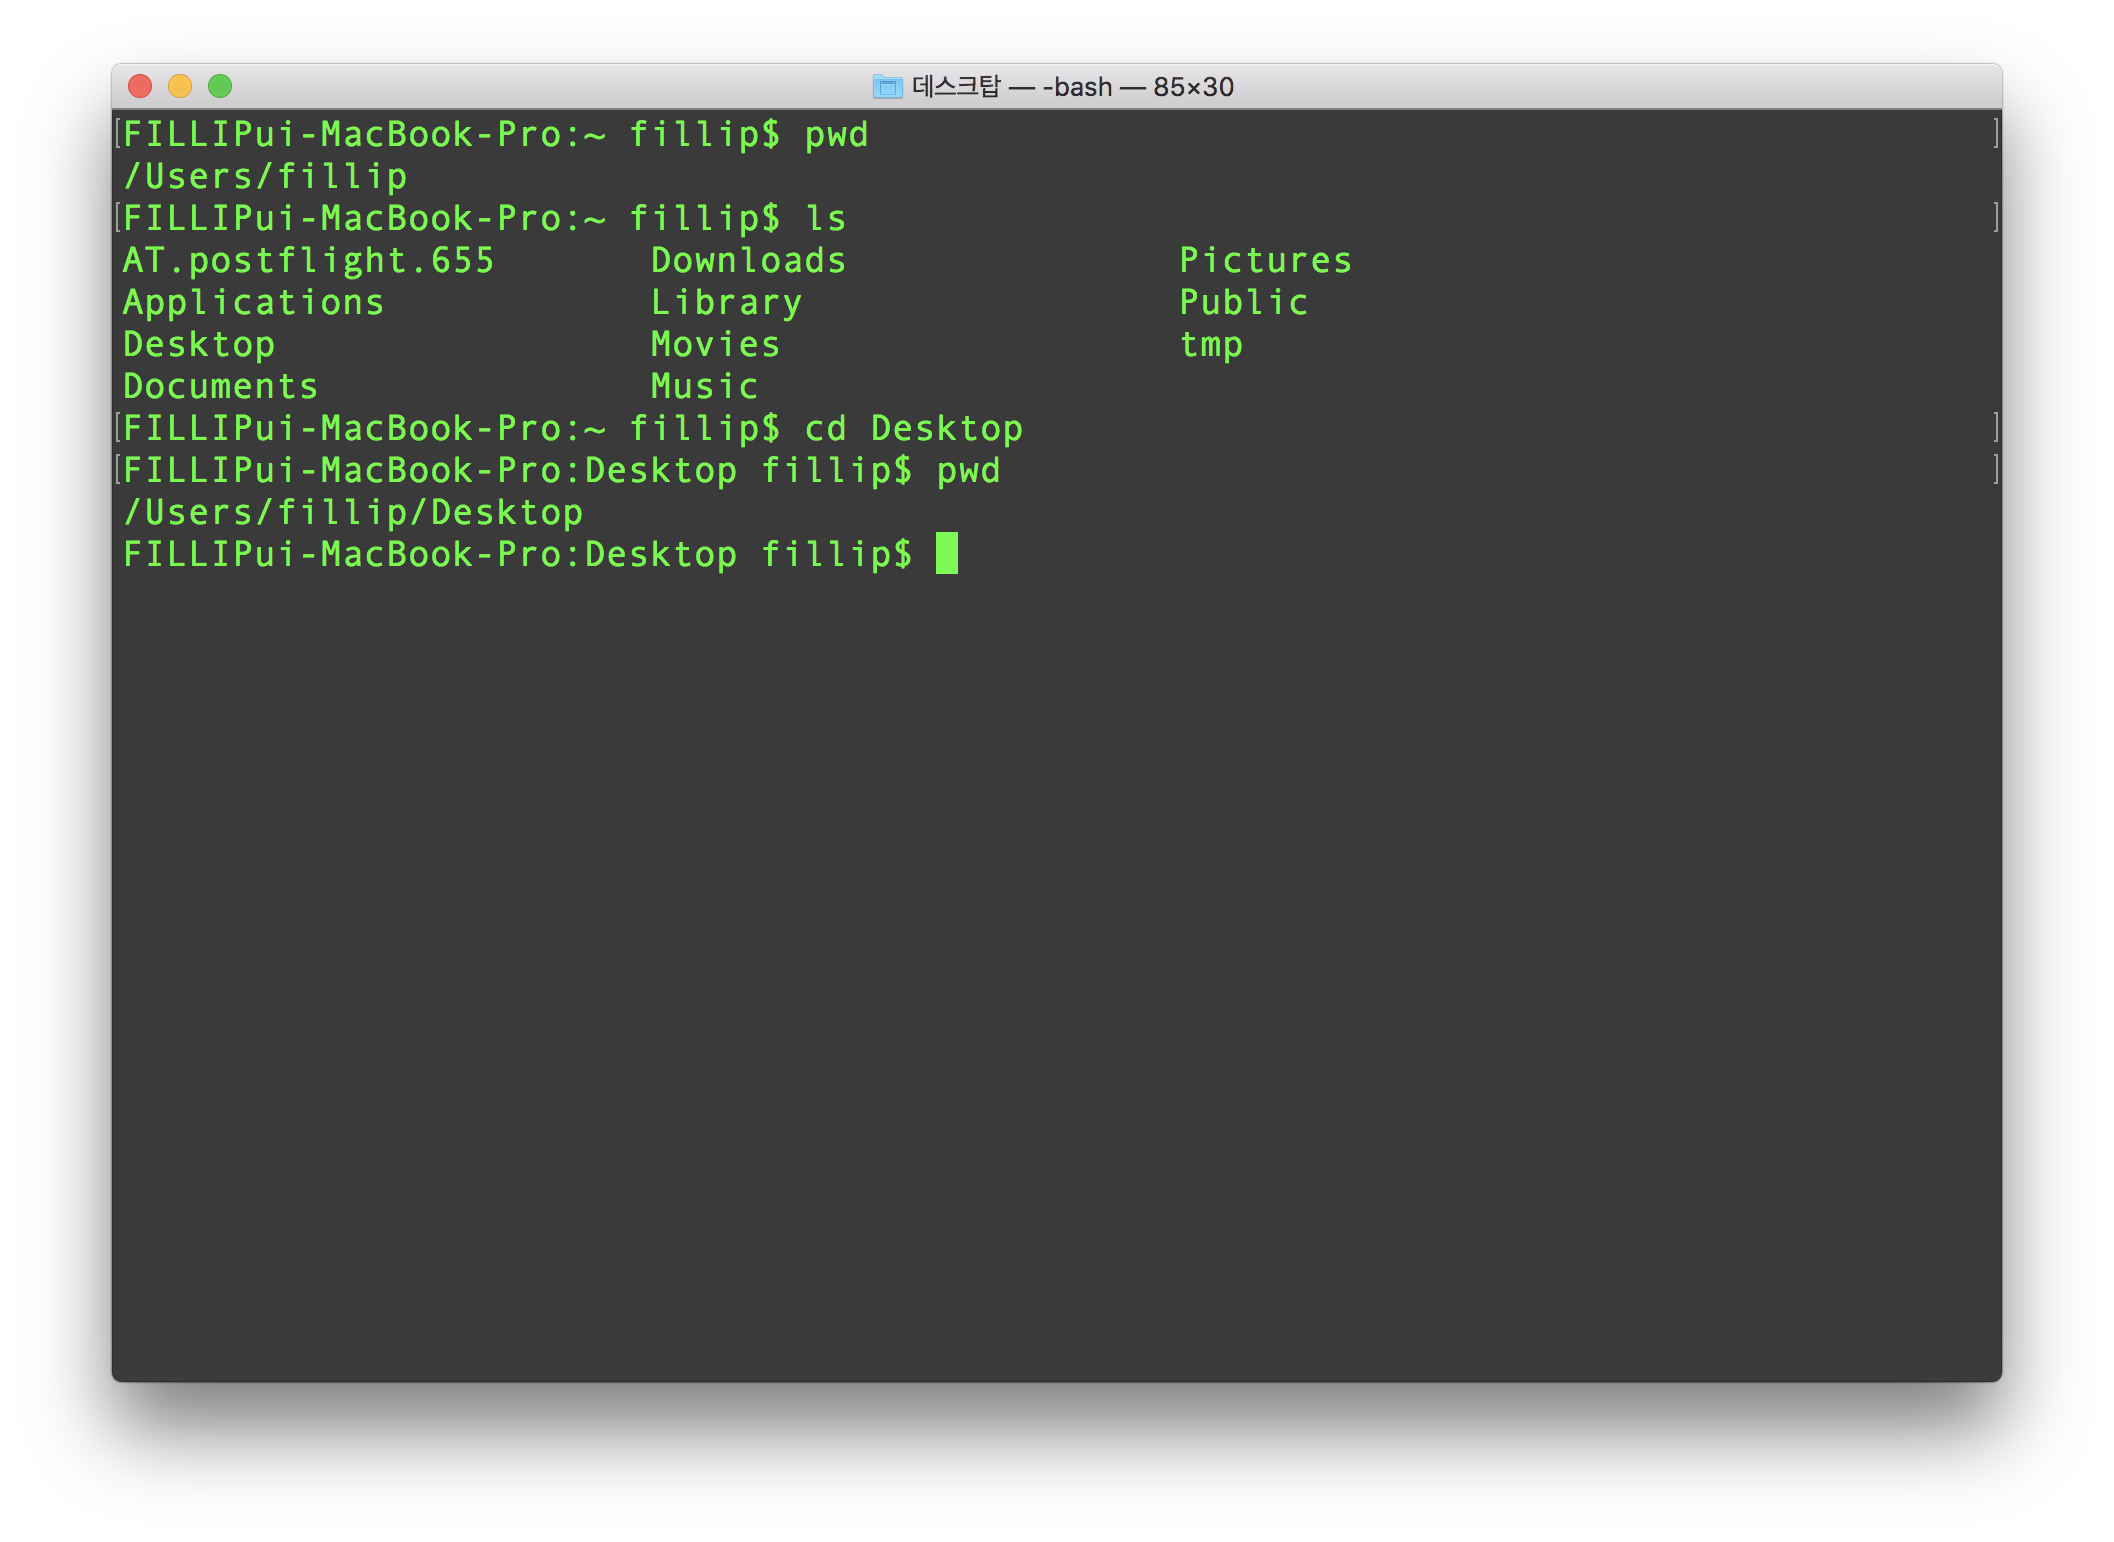 데스크탑 — -bash — 85×30
[FILLIPui-MacBook-Pro:~ fillip$ pwd ]
/Users/fillip
[FILLIPui-MacBook-Pro:~ fillip$ ls ]
AT.postflight.655 Downloads Pictures
Applications Library Public
Desktop Movies tmp
Documents Music
[FILLIPui-MacBook-Pro:~ fillip$ cd Desktop ]
[FILLIPui-MacBook-Pro:Desktop fillip$ pwd ]
/Users/fillip/Desktop
FILLIPui-MacBook-Pro:Desktop fillip$